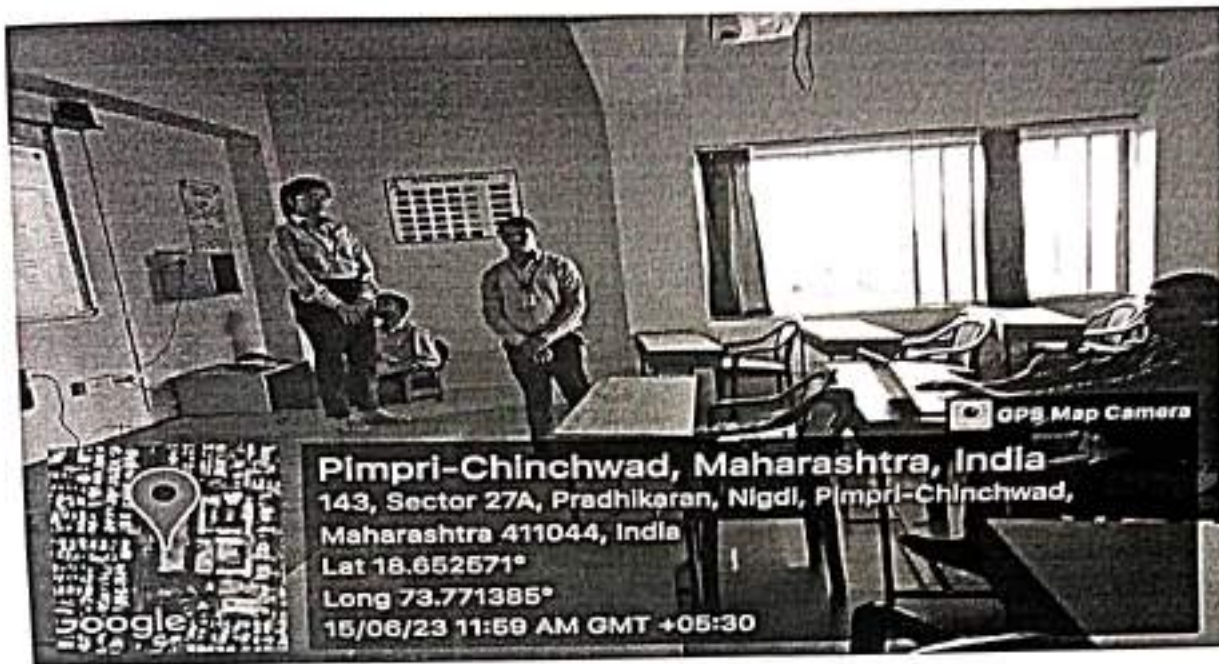 GPS Map Camera
Pimpri-Chinchwad, Maharashtra, India
143, Sector 27A, Pradhikaran, Nigdi, Pimpri-Chinchwad,
Maharashtra 411044, India
Lat 18.652571°
Long 73.771385°
15/06/23 11:59 AM GMT +05:30
Google